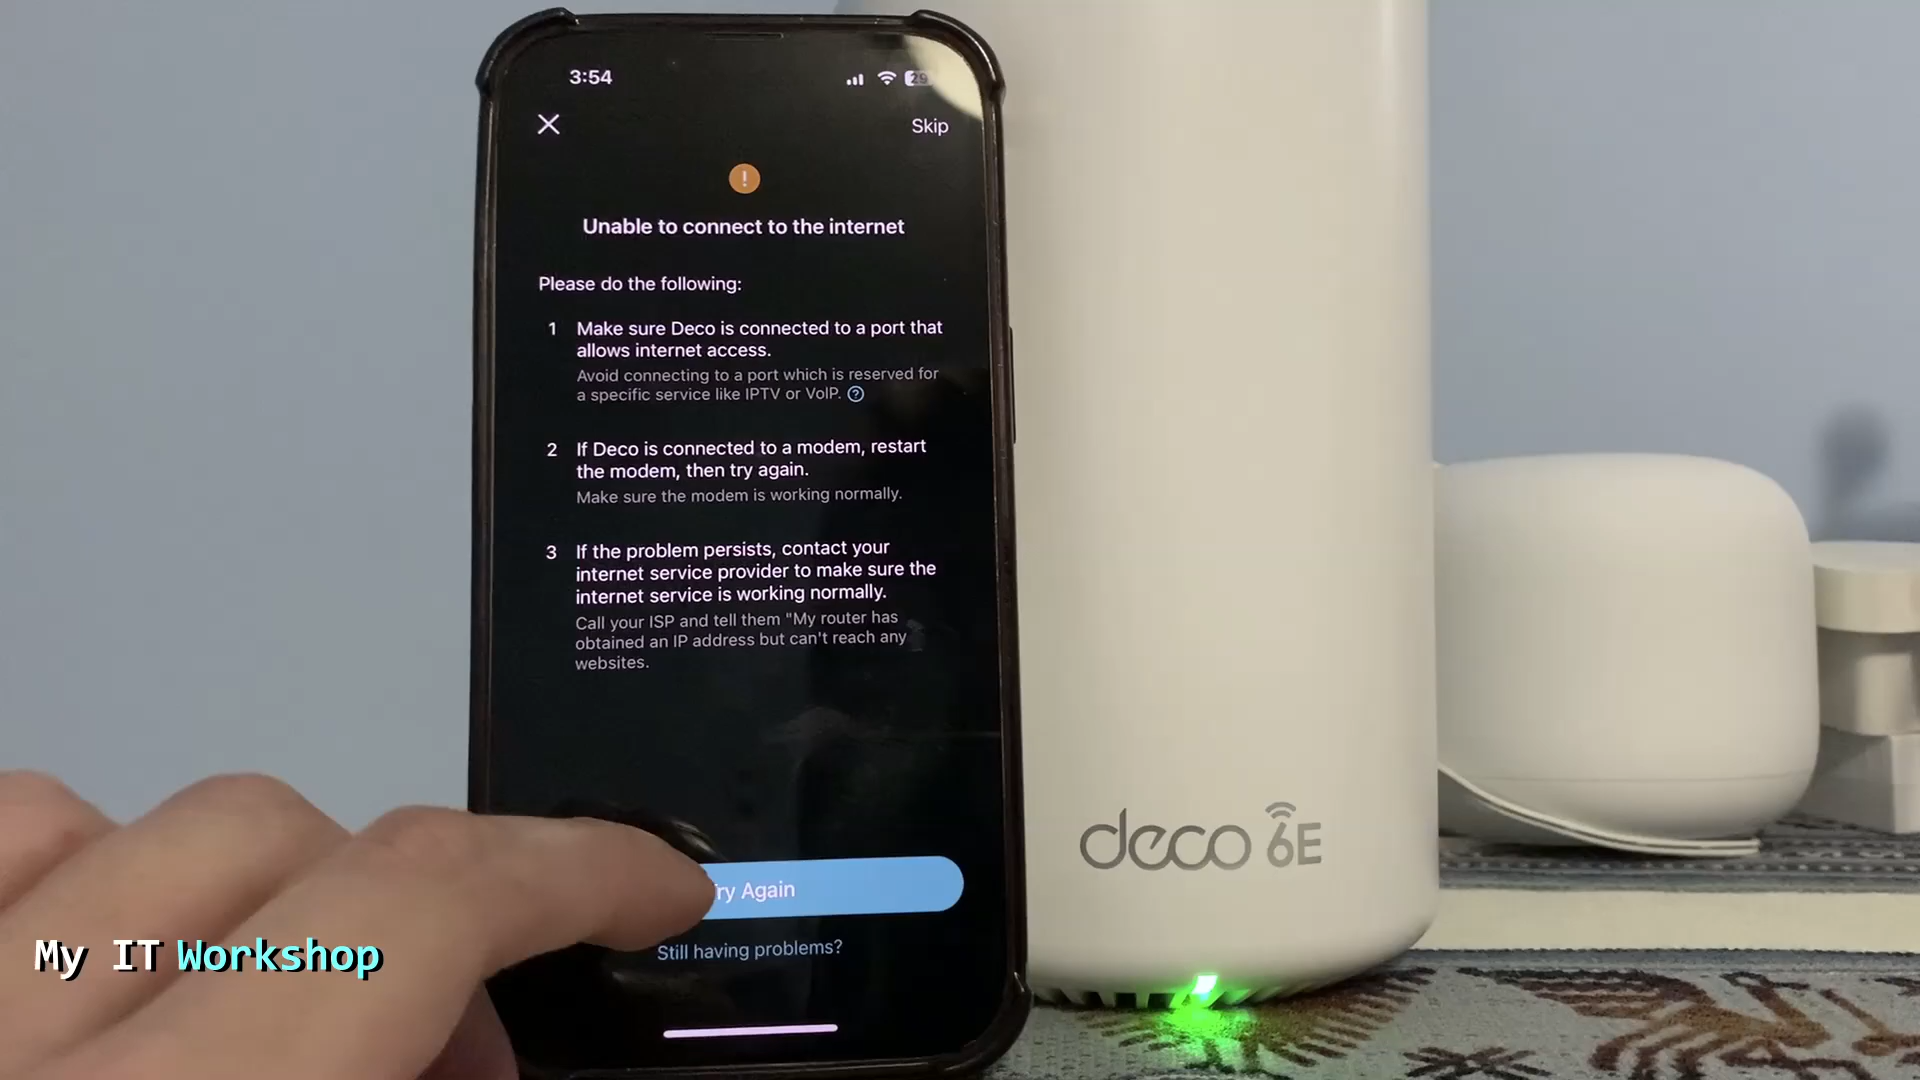 3:54
29
Skip
Unable to connect to the internet
Please do the following:
1 Make sure Deco is connected to a port that
allows internet access.
Avoid connecting to a port which is reserved for
a specific service like IPTV or VoIP.
2 If Deco is connected to a modem, restart
the modem, then try again.
Make sure the modem is working normally.
3 If the problem persists, contact your
internet service provider to make sure the
internet service is working normally.
Call your ISP and tell them "My router has
obtained an IP address but can't reach any
websites.
Try Again
Still having problems?
deco 6E
My IT Workshop